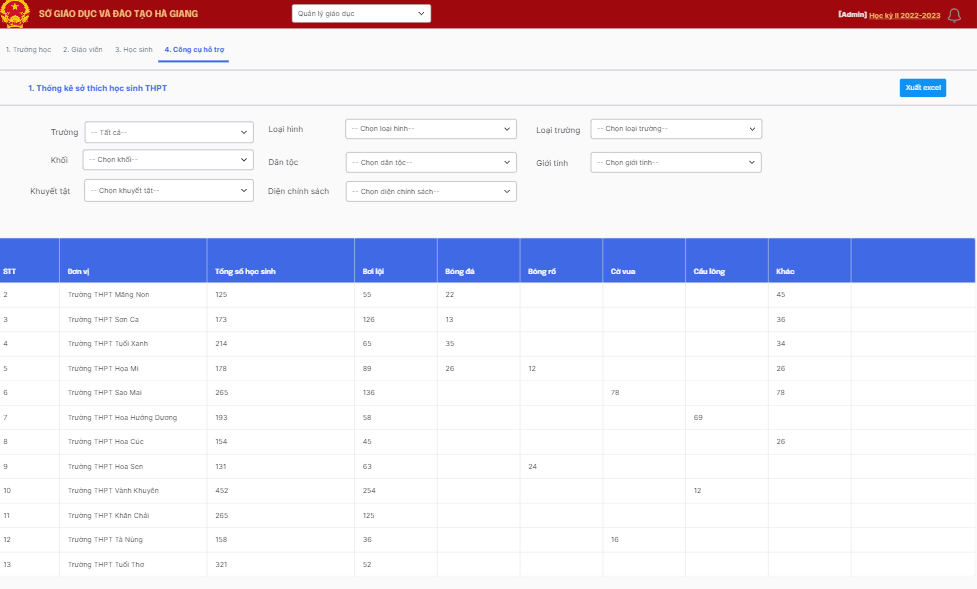 SỞ GIÁO DỤC VÀ ĐÀO TẠO HÀ GIANG
Quản lý giáo dục
[Admin] Học kỳ II 2022-2023
1. Trường học 2. Giáo viên 3. Học sinh 4. Công cụ hỗ trợ
1. Thống kê sở thích học sinh THPT
Xuất excel
Trường -- Tất cả-- Loại hình -- Chọn loại hình-- Loại trường -- Chọn loại trường--
Khối -- Chọn khối-- Dân tộc -- Chọn dân tộc-- Giới tính -- Chọn giới tính--
Khuyết tật -- Chọn khuyết tật-- Diện chính sách -- Chọn diện chính sách--
STT Đơn vị Tổng số học sinh Bơi lội Bóng đá Bóng rổ Cờ vua Cầu lông Khác
2 Trường THPT Măng Non 125 55 22 45
3 Trường THPT Sơn Ca 173 126 13 36
4 Trường THPT Tuổi Xanh 214 65 35 34
5 Trường THPT Họa Mi 178 89 26 12 26
6 Trường THPT Sao Mai 265 136 78 78
7 Trường THPT Hoa Hướng Dương 193 58 69
8 Trường THPT Hoa Cúc 154 45 26
9 Trường THPT Hoa Sen 131 63 24
10 Trường THPT Vành Khuyên 452 254 12
11 Trường THPT Khăn Chải 265 125
12 Trường THPT Tả Nùng 158 36 16
13 Trường THPT Tuổi Thơ 321 52